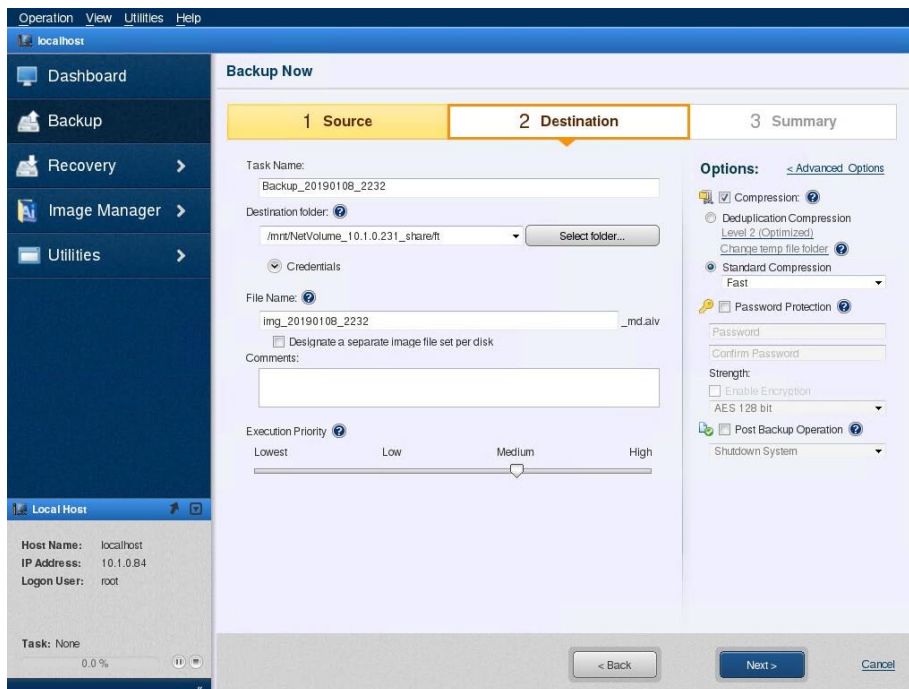 Operation View Utilities Help
localhost
Dashboard
Backup
Recovery
Image Manager
Utilities
Local Host
Host Name: localhost
IP Address: 10.1.0.84
Logon User: root
Task: None
0.0 %
Backup Now
1 Source
2 Destination
3 Summary
Task Name:
Backup_20190108_2232
Destination folder:
/mnt/NetVolume_10.1.0.231_share/ft
Select folder...
Credentials
File Name:
img_20190108_2232
_md.aiv
Designate a separate image file set per disk
Comments:
Execution Priority
Lowest Low Medium High
Options: < Advanced Options
Compression:
Deduplication Compression
Level 2 (Optimized)
Change temp file folder
Standard Compression
Fast
Password Protection
Password
Confirm Password
Strength:
Enable Encryption
AES 128 bit
Post Backup Operation
Shutdown System
< Back
Next >
Cancel